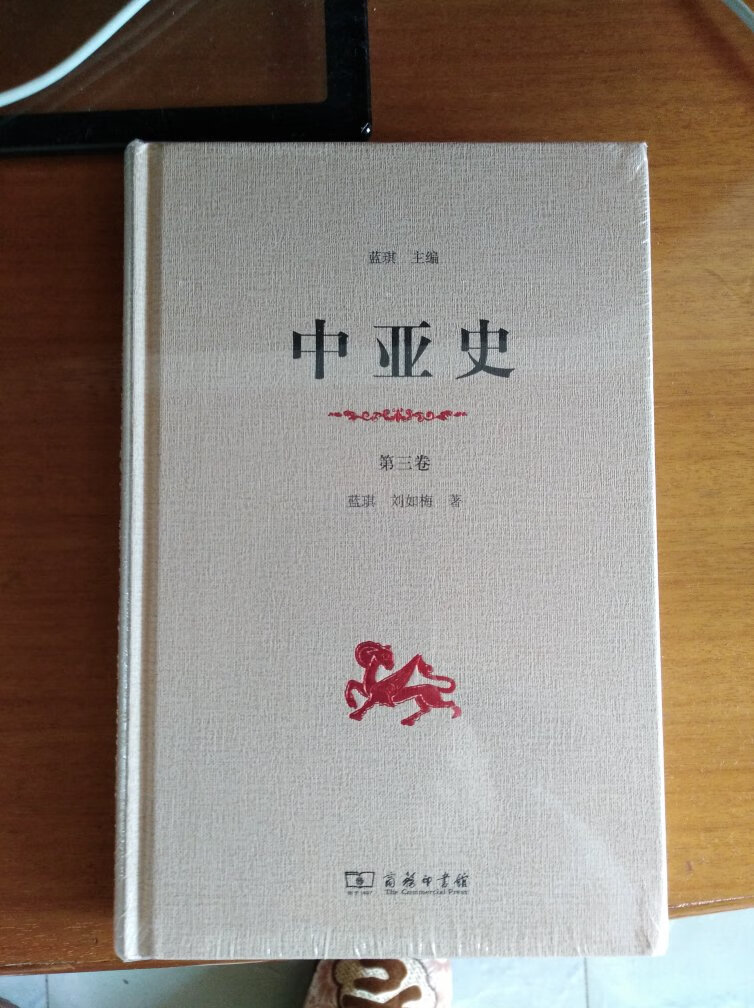 蓝琪 主编
中亚史
第三卷
蓝琪 刘如梅 著
商务印书馆
The Commercial Press